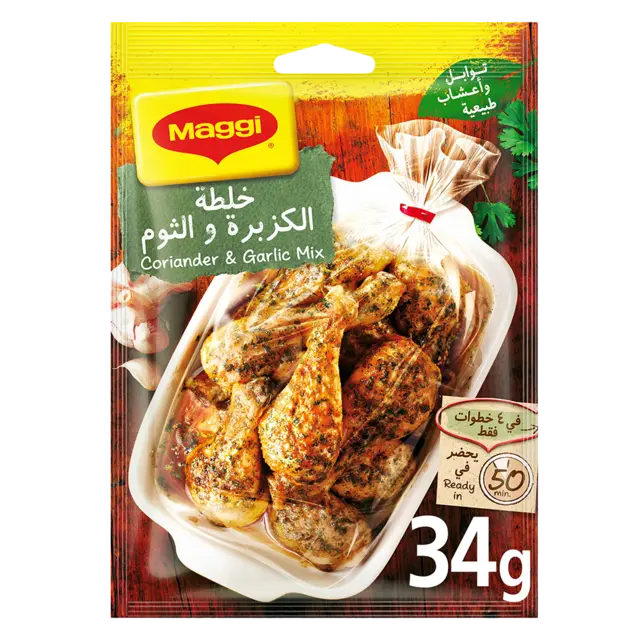 توابل
وأعشاب
طبيعية
Maggi
®
خلطة
الكزبرة و الثوم
Coriander & Garlic Mix
في ٤ خطوات
فقط
يحضر
في
Ready
in
50
min.
34g